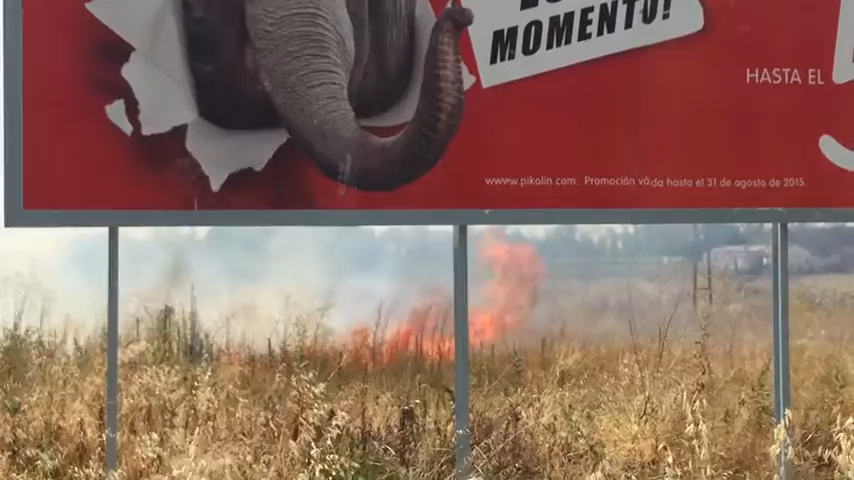 MOMENTO!
HASTA EL
www.pikolin.com. Promoción válida hasta el 31 de agosto de 2015.